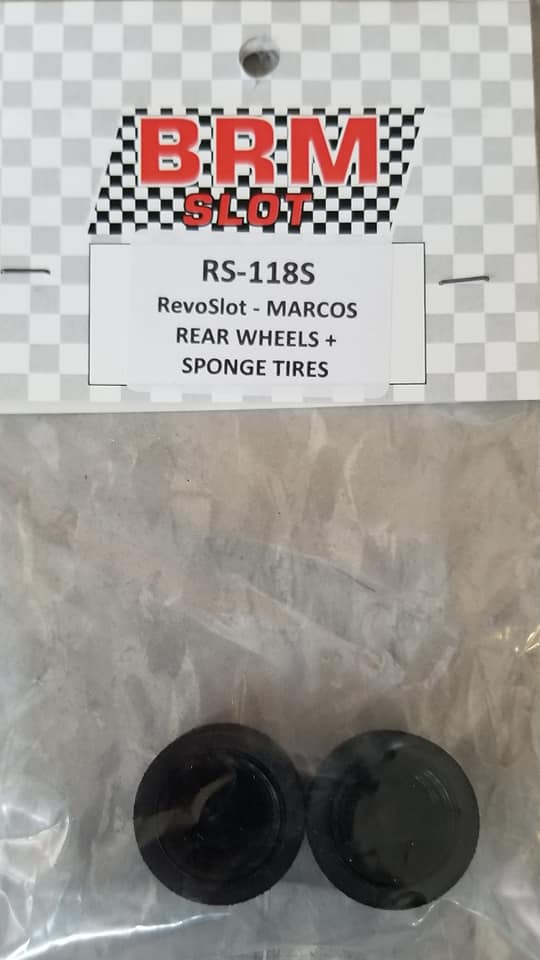 BRM
SLOT
RS-118S
RevoSlot - MARCOS
REAR WHEELS +
SPONGE TIRES